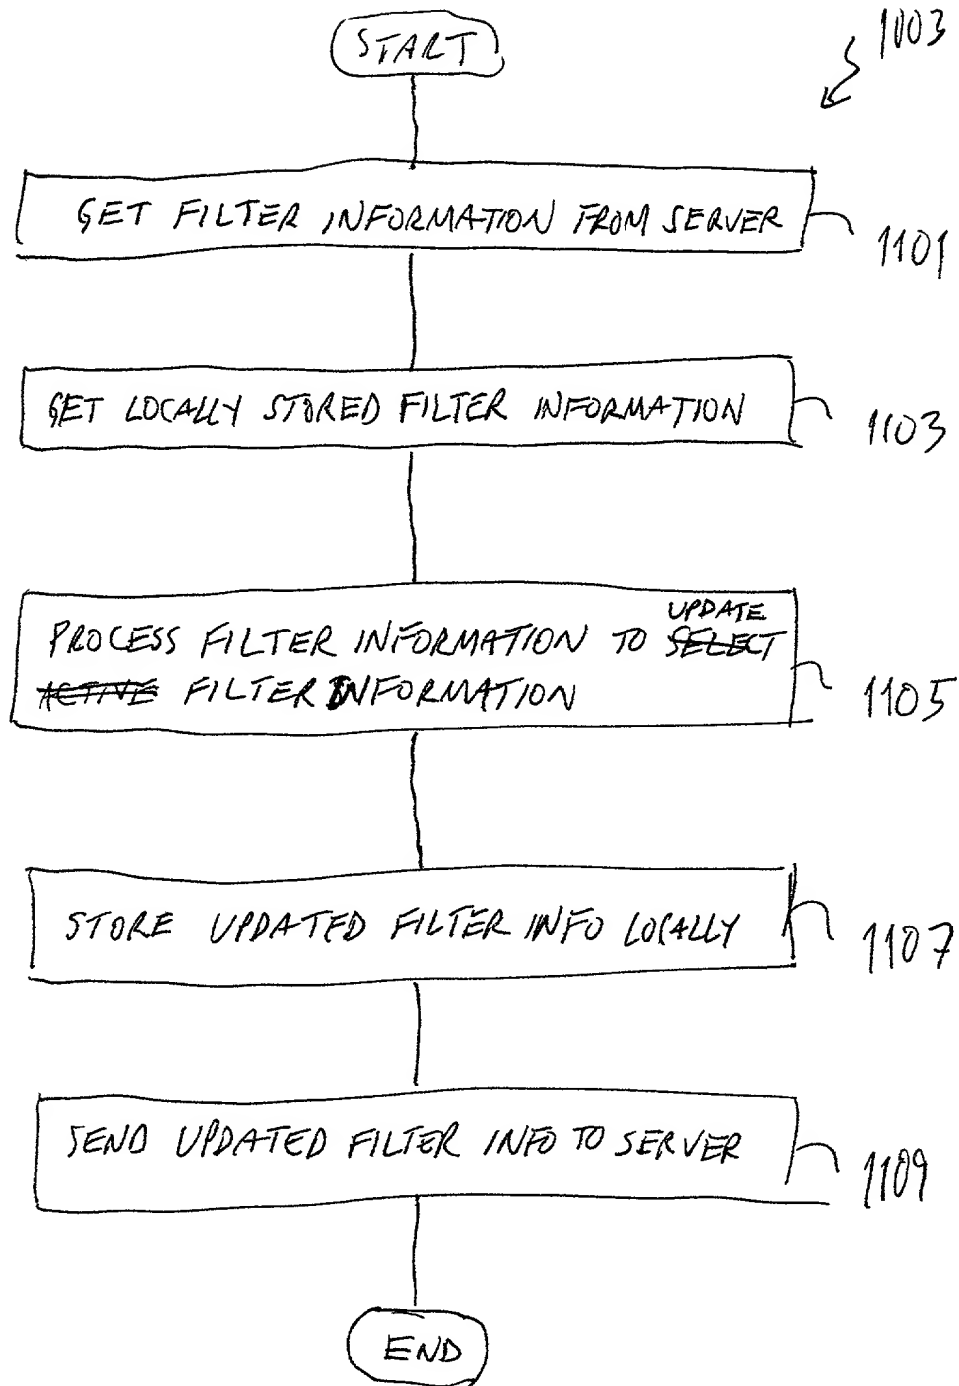 START
1003
GET FILTER INFORMATION FROM SERVER
1101
GET LOCALLY STORED FILTER INFORMATION
1103
UPDATE
PROCESS FILTER INFORMATION TO SELECT
ACTIVE FILTER INFORMATION
1105
STORE UPDATED FILTER INFO LOCALLY
1107
SEND UPDATED FILTER INFO TO SERVER
1109
END